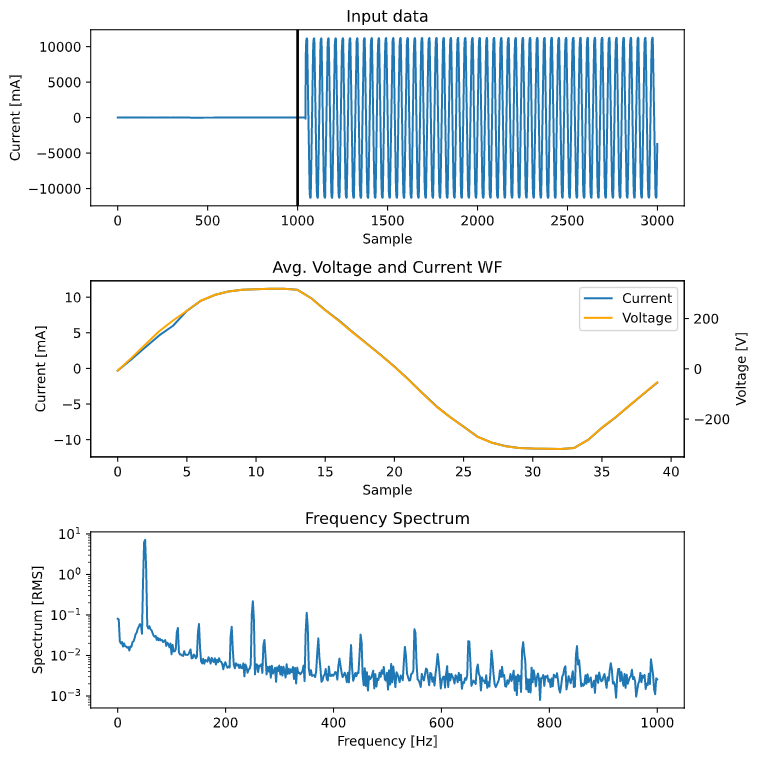 Input data
10000
5000
0
−5000
−10000
Current [mA]
0 500 1000 1500 2000 2500 3000
Sample
Avg. Voltage and Current WF
10
5
0
−5
−10
Current [mA]
Current
Voltage
200
0
−200
Voltage [V]
0 5 10 15 20 25 30 35 40
Sample
Frequency Spectrum
10¹
10⁰
10⁻¹
10⁻²
10⁻³
Spectrum [RMS]
0 200 400 600 800 1000
Frequency [Hz]